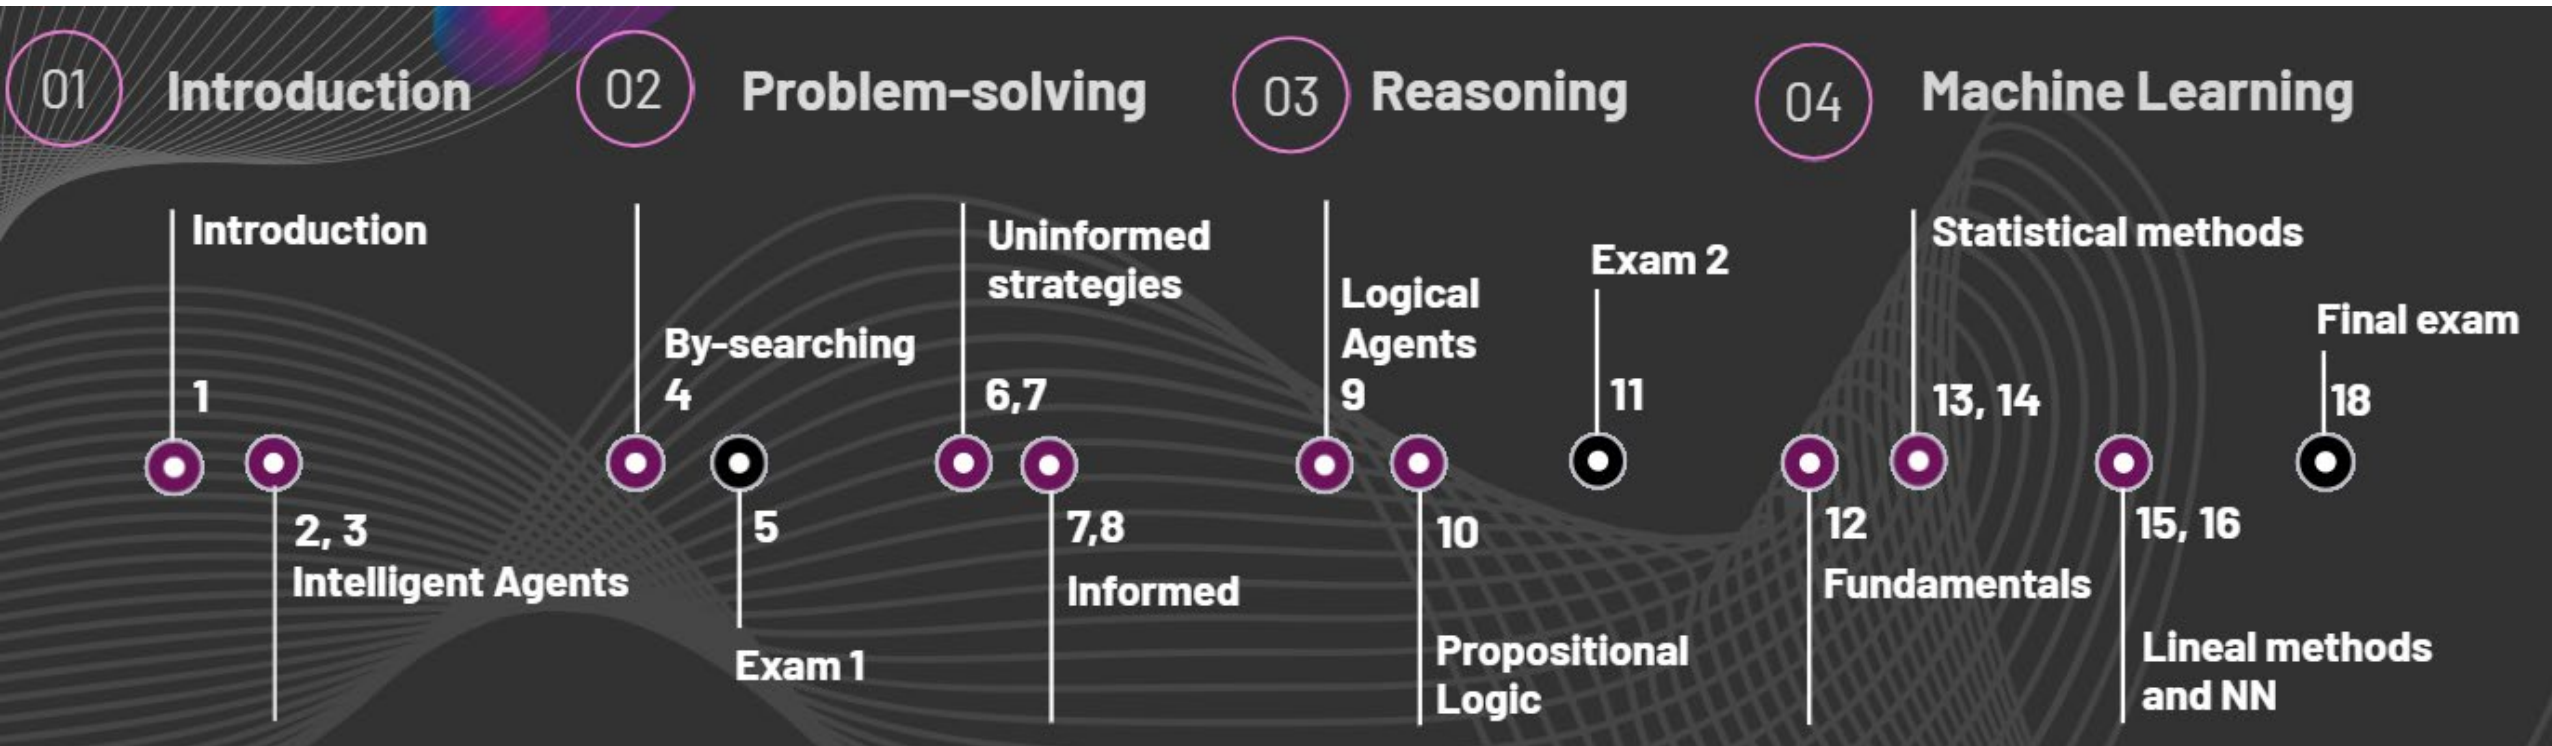 01
Introduction
02
Problem-solving
03
Reasoning
04
Machine Learning
Introduction
1
2, 3
Intelligent Agents
By-searching
4
5
Exam 1
Uninformed
strategies
6,7
7,8
Informed
Logical
Agents
9
10
Propositional
Logic
Exam 2
11
12
Fundamentals
Statistical methods
13, 14
15, 16
Lineal methods
and NN
Final exam
18